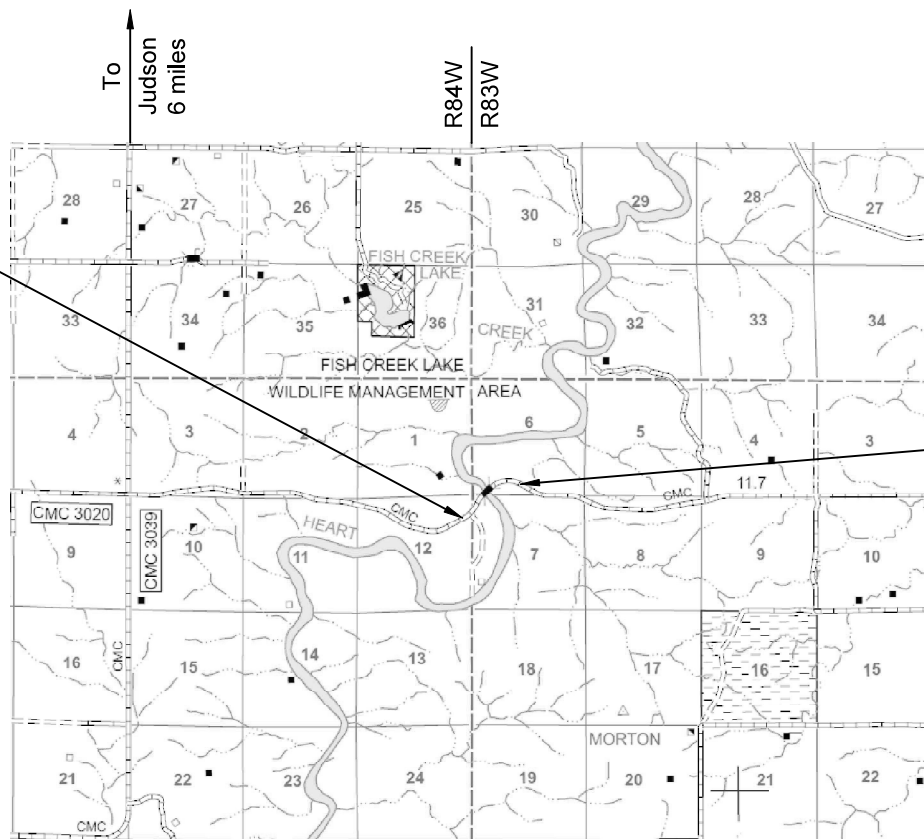 To
Judson
6 miles
R84W
R83W
28
27
26
25
30
29
28
27
FISH CREEK
LAKE
33
34
35
36
31
CREEK
32
33
34
FISH CREEK LAKE
WILDLIFE MANAGEMENT AREA
4
3
2
1
6
5
4
3
11.7
CMC
CMC
CMC 3020
CMC 3039
HEART
9
10
11
12
7
8
9
10
CMC
16
15
14
13
18
17
16
15
MORTON
21
22
23
24
19
20
21
22
CMC